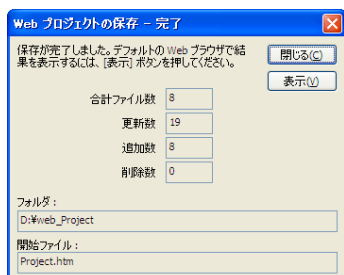 Web プロジェクトの保存 - 完了
保存が完了しました。デフォルトの Web ブラウザで結
果を表示するには、[表示] ボタンを押してください。
閉じる(C)
表示(V)
合計ファイル数 8
更新数 19
追加数 8
削除数 0
フォルダ：
D:¥web_Project
開始ファイル：
Project.htm